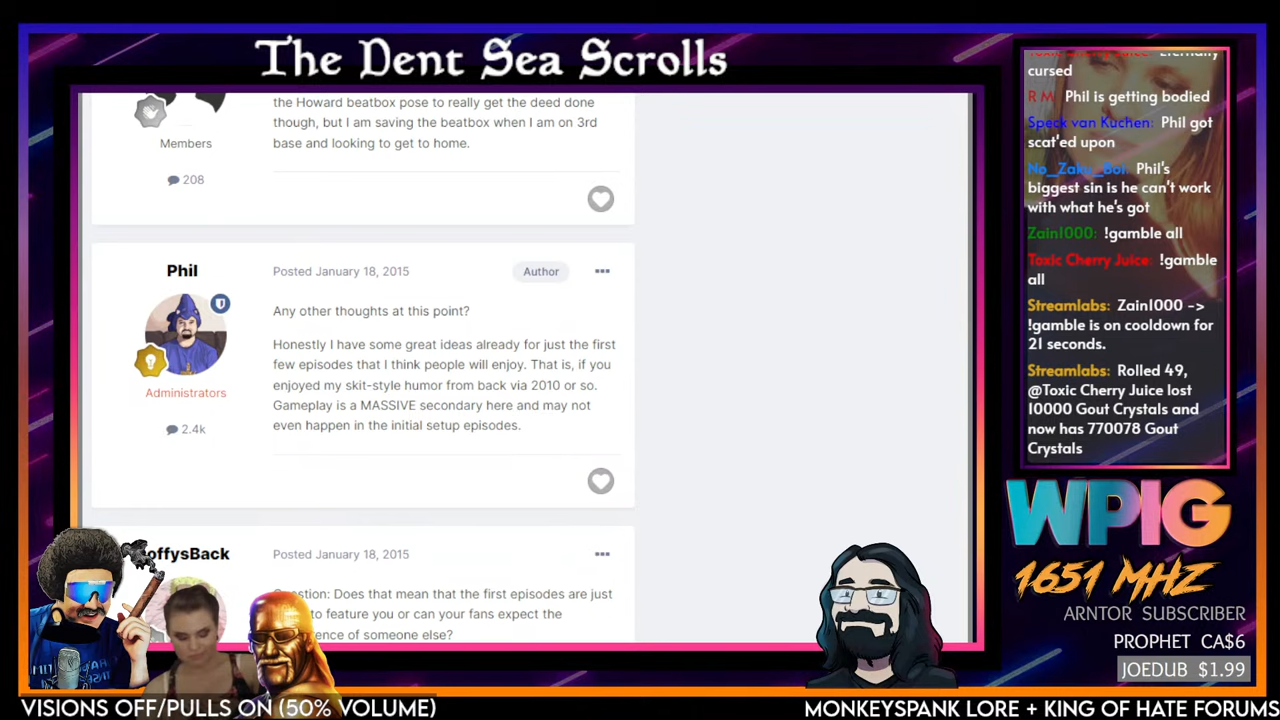 The Dent Sea Scrolls
the Howard beatbox pose to really get the deed done
though, but I am saving the beatbox when I am on 3rd
base and looking to get to home.
Members
208
Phil
Posted January 18, 2015
Author
Administrators
2.4k
Any other thoughts at this point?
Honestly I have some great ideas already for just the first
few episodes that I think people will enjoy. That is, if you
enjoyed my skit-style humor from back via 2010 or so.
Gameplay is a MASSIVE secondary here and may not
even happen in the initial setup episodes.
offysBack
Posted January 18, 2015
estion: Does that mean that the first episodes are just
to feature you or can your fans expect the
ence of someone else?
cursed
R M: Phil is getting bodied
Speck van Kuchen: Phil got
scat'ed upon
Phil's
biggest sin is he can't work
with what he's got
Zain1000: !gamble all
Toxic Cherry Juice: !gamble
all
Streamlabs: Zain1000 ->
!gamble is on cooldown for
21 seconds.
Streamlabs: Rolled 49,
@Toxic Cherry Juice lost
10000 Gout Crystals and
now has 770078 Gout
Crystals
WPIG
1651 MHZ
ARNTOR SUBSCRIBER
PROPHET CA$6
JOEDUB $1.99
VISIONS OFF/PULLS ON (50% VOLUME)
MONKEYSPANK LORE + KING OF HATE FORUMS